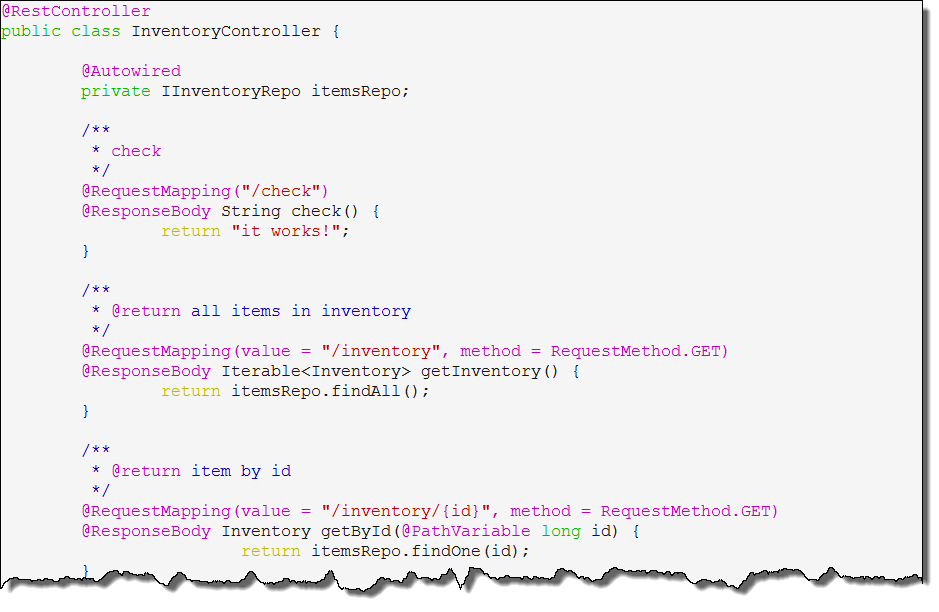 @RestController
public class InventoryController {
@Autowired
private IInventoryRepo itemsRepo;
/**
* check
*/
@RequestMapping("/check")
@ResponseBody String check() {
return "it works!";
}
/**
* @return all items in inventory
*/
@RequestMapping(value = "/inventory", method = RequestMethod.GET)
@ResponseBody Iterable<Inventory> getInventory() {
return itemsRepo.findAll();
}
/**
* @return item by id
*/
@RequestMapping(value = "/inventory/{id}", method = RequestMethod.GET)
@ResponseBody Inventory getById(@PathVariable long id) {
return itemsRepo.findOne(id);
}